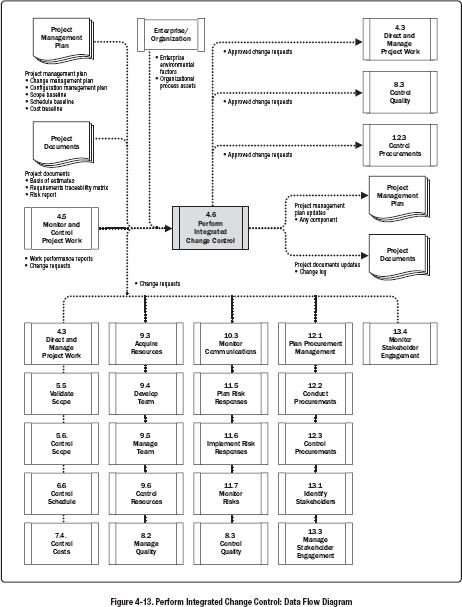 Project
Management
Plan
Project management plan
• Change management plan
• Configuration management plan
• Scope baseline
• Schedule baseline
• Cost baseline
Project
Documents
Project documents
• Basis of estimates
• Requirements traceability matrix
• Risk report
4.5
Monitor and
Control
Project Work
• Work performance reports
• Change requests
Enterprise/
Organization
• Enterprise
environmental
factors
• Organizational
process assets
4.6
Perform
Integrated
Change Control
• Approved change requests
4.3
Direct and
Manage
Project Work
• Approved change requests
8.3
Control
Quality
• Approved change requests
12.3
Control
Procurements
Project management
plan updates
• Any component
Project
Management
Plan
Project documents updates
• Change log
Project
Documents
• Change requests
4.3
Direct and
Manage
Project Work
5.5
Validate
Scope
5.6.
Control
Scope
6.6
Control
Schedule
7.4.
Control
Costs
9.3
Acquire
Resources
9.4
Develop
Team
9.5
Manage
Team
9.6
Control
Resources
8.2
Manage
Quality
10.3
Monitor
Communications
11.5
Plan Risk
Responses
11.6
Implement Risk
Responses
11.7
Monitor
Risks
8.3
Control
Quality
12.1
Plan Procurement
Management
12.2
Conduct
Procurements
12.3
Control
Procurements
13.1
Identify
Stakeholders
13.3
Manage
Stakeholder
Engagement
13.4
Monitor
Stakeholder
Engagement
Figure 4-13. Perform Integrated Change Control: Data Flow Diagram